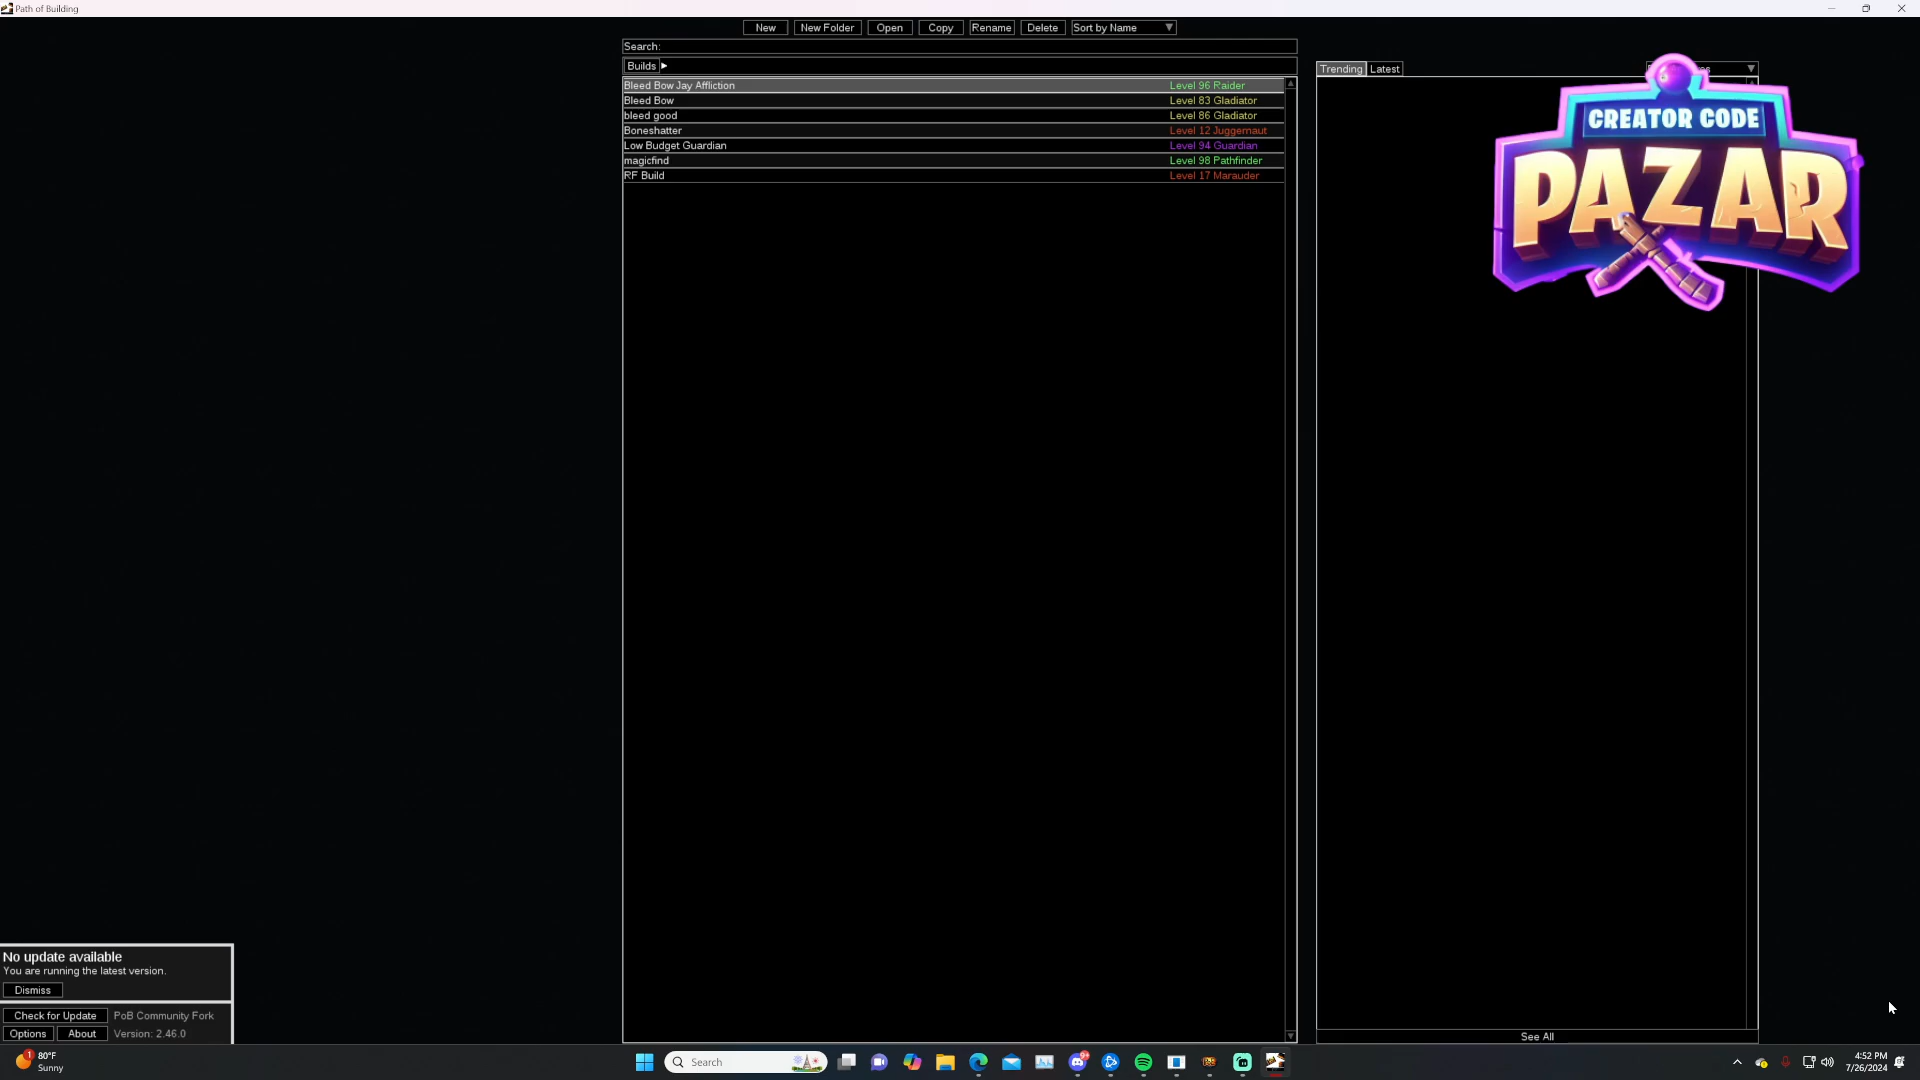 Path of Building
New New Folder Open Copy Rename Delete Sort by Name
Search:
Builds
Trending Latest
Bleed Bow Jay Affliction Level 96 Raider
Bleed Bow Level 83 Gladiator
bleed good Level 86 Gladiator
Boneshatter Level 12 Juggernaut
Low Budget Guardian Level 94 Guardian
magicfind Level 98 Pathfinder
RF Build Level 17 Marauder
CREATOR CODE
PAZAR
No update available
You are running the latest version.
Dismiss
Check for Update PoB Community Fork
Options About Version: 2.46.0
See All
1 80°F
Sunny
Search
4:52 PM
7/26/2024